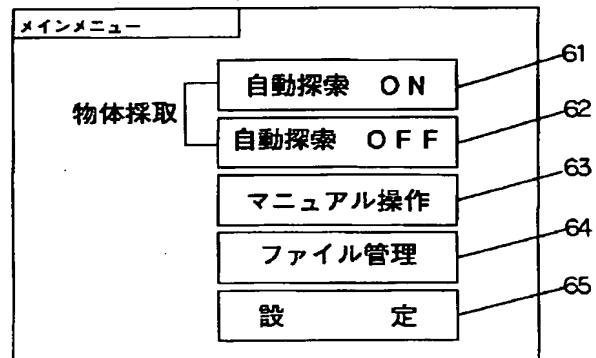 メインメニュー
物体採取
自動探索 ON
自動探索 OFF
マニュアル操作
ファイル管理
設 定
61
62
63
64
65